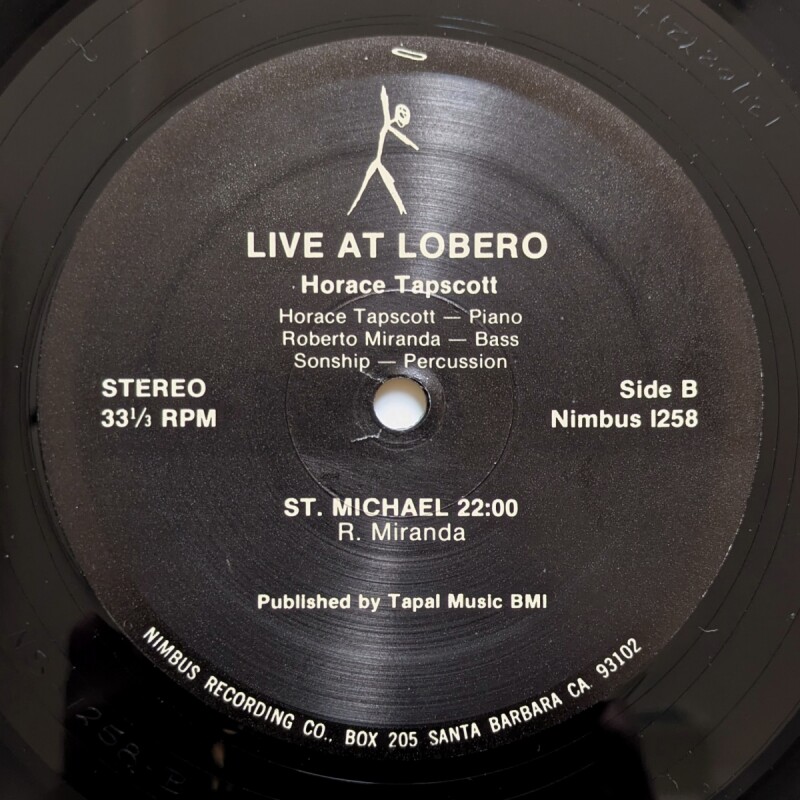 LIVE AT LOBERO
Horace Tapscott
Horace Tapscott — Piano
Roberto Miranda — Bass
Sonship — Percussion
STEREO
33⅓ RPM
Side B
Nimbus I258
ST. MICHAEL 22:00
R. Miranda
Published by Tapal Music BMI
NIMBUS RECORDING CO., BOX 205 SANTA BARBARA CA. 93102